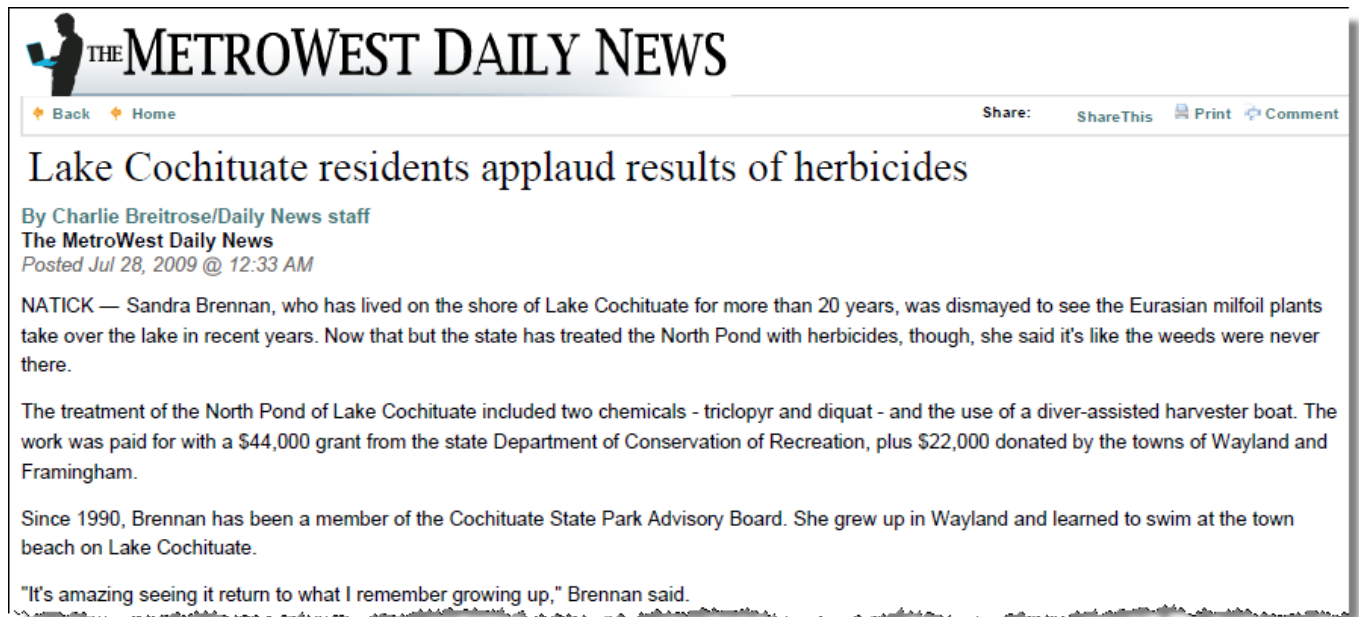 THE METROWEST DAILY NEWS
Back Home Share: ShareThis Print Comment
Lake Cochituate residents applaud results of herbicides
By Charlie Breitrose/Daily News staff
The MetroWest Daily News
Posted Jul 28, 2009 @ 12:33 AM
NATICK — Sandra Brennan, who has lived on the shore of Lake Cochituate for more than 20 years, was dismayed to see the Eurasian milfoil plants
take over the lake in recent years. Now that but the state has treated the North Pond with herbicides, though, she said it's like the weeds were never
there.
The treatment of the North Pond of Lake Cochituate included two chemicals - triclopyr and diquat - and the use of a diver-assisted harvester boat. The
work was paid for with a $44,000 grant from the state Department of Conservation of Recreation, plus $22,000 donated by the towns of Wayland and
Framingham.
Since 1990, Brennan has been a member of the Cochituate State Park Advisory Board. She grew up in Wayland and learned to swim at the town
beach on Lake Cochituate.
"It's amazing seeing it return to what I remember growing up," Brennan said.